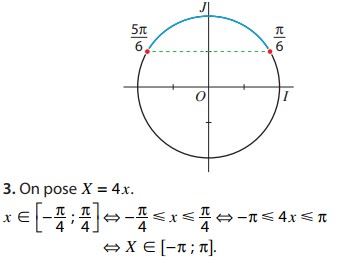 J
5π/6 π/6
O I
3. On pose X = 4x.
x ∈ [−π/4 ; π/4] ⇔ −π/4 ⩽ x ⩽ π/4 ⇔ −π ⩽ 4x ⩽ π
⇔ X ∈ [−π ; π].